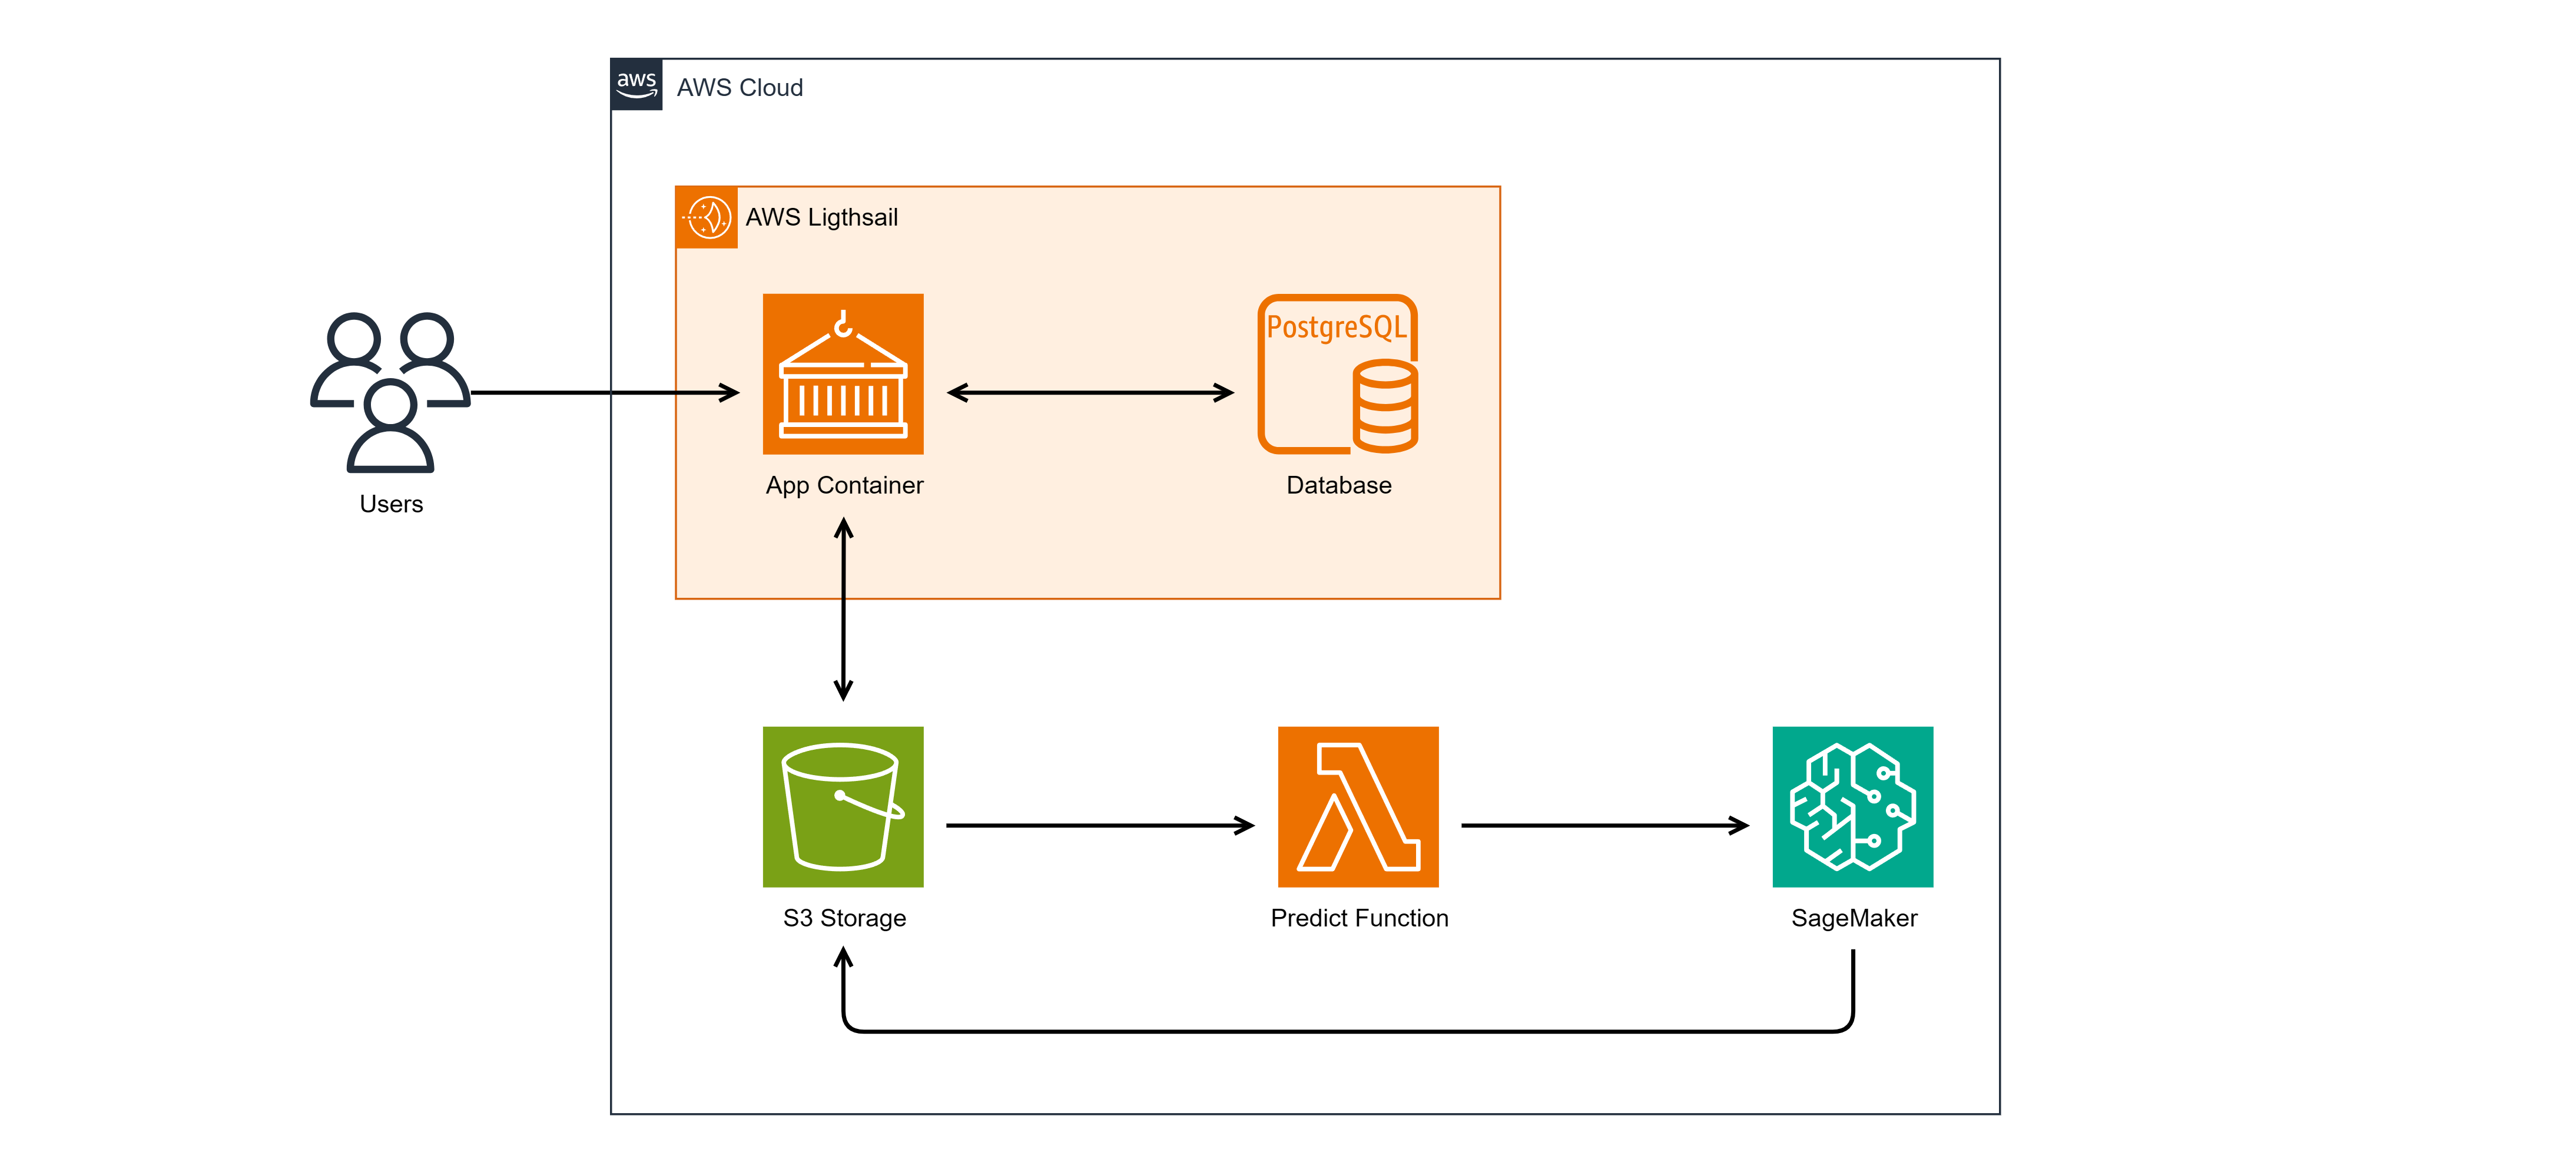 aws
AWS Cloud
AWS Ligthsail
PostgreSQL
App Container
Database
Users
S3 Storage
Predict Function
SageMaker